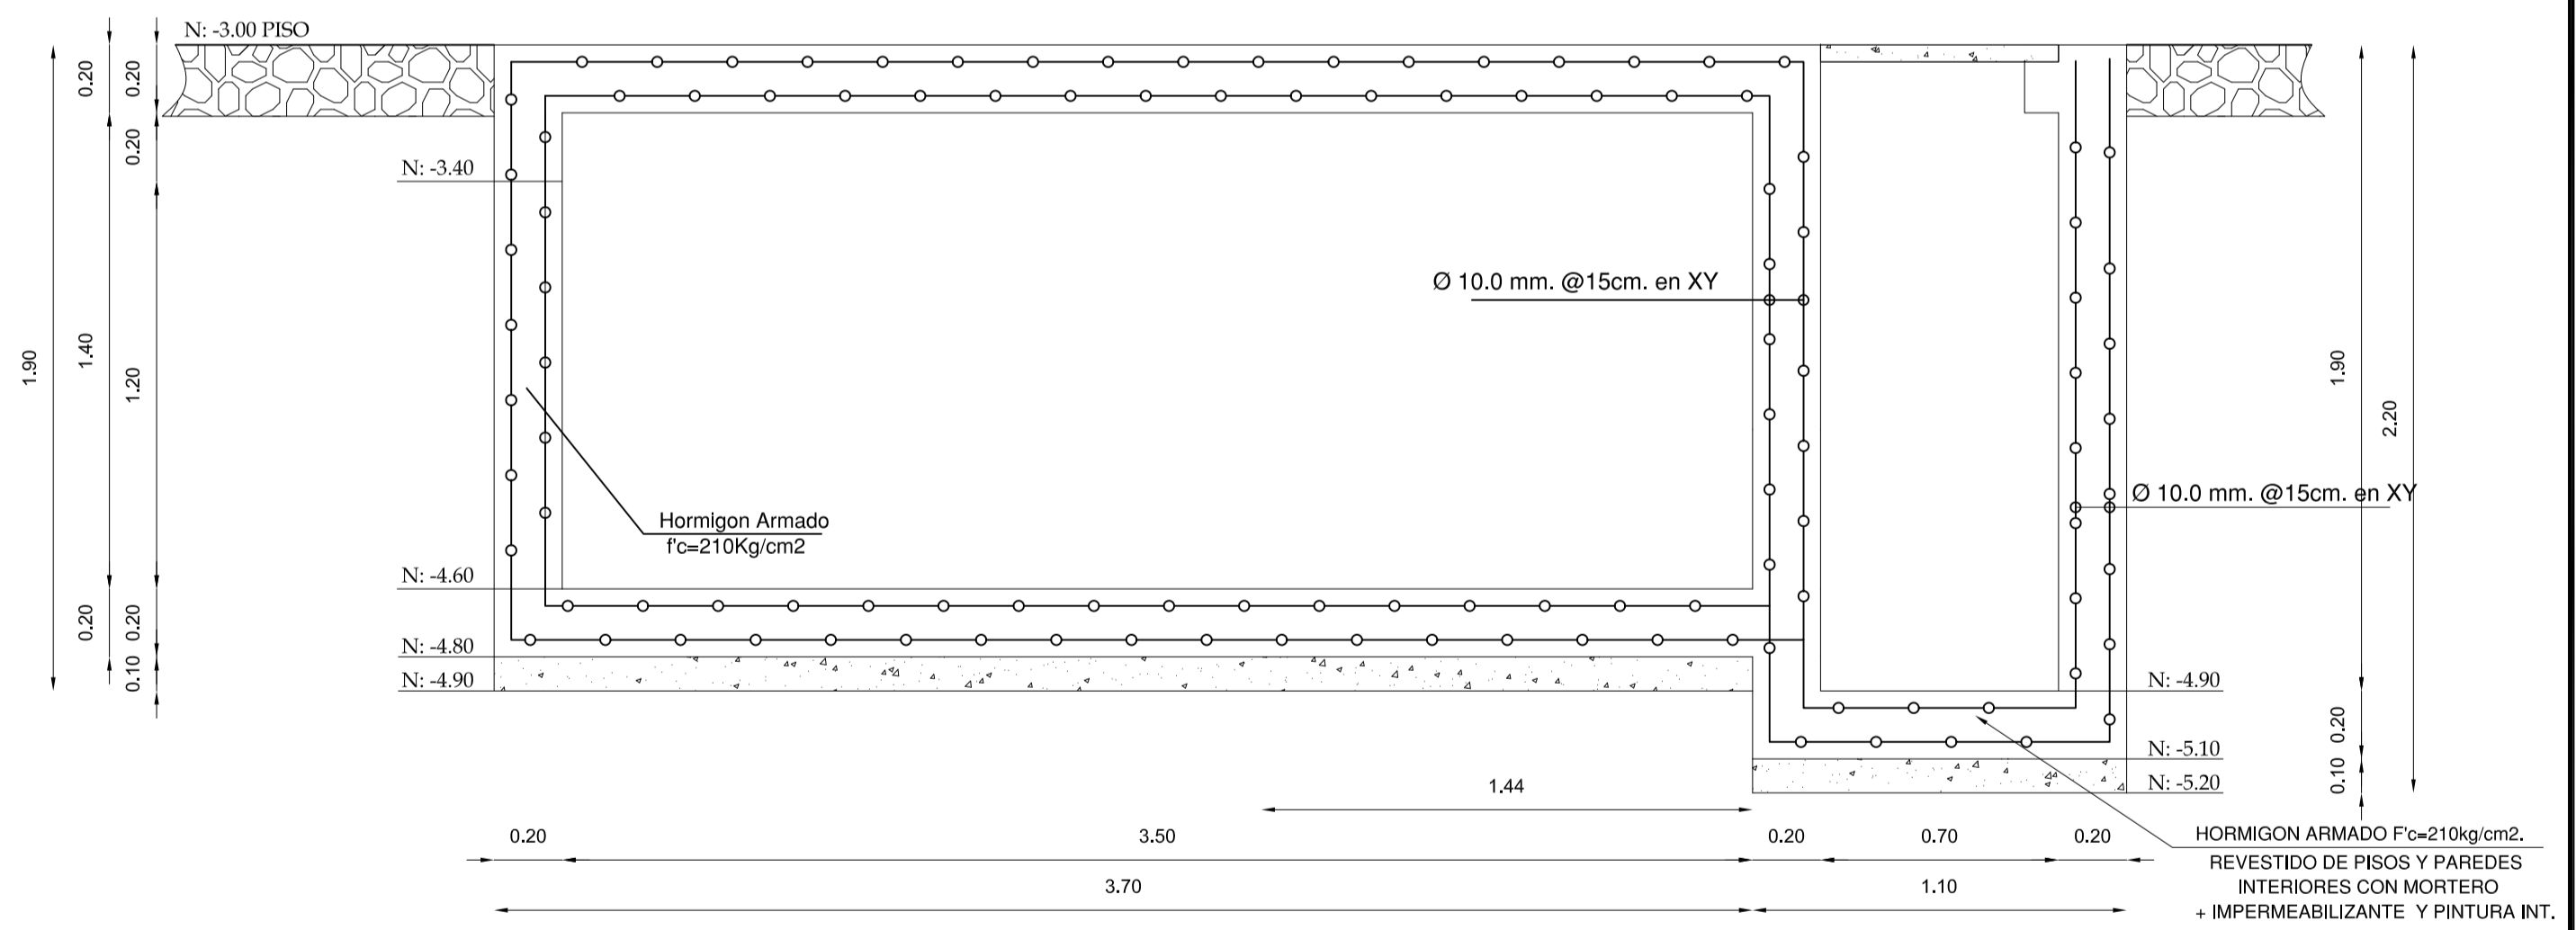 N: -3.00 PISO
0.20
0.20
0.20
N: -3.40
Ø 10.0 mm. @15cm. en XY
1.90
1.40
1.20
1.90
2.20
Ø 10.0 mm. @15cm. en XY
Hormigon Armado
f'c=210Kg/cm2
N: -4.60
0.20
0.20
N: -4.80
0.10
N: -4.90
N: -4.90
0.20
N: -5.10
0.10
N: -5.20
1.44
0.20
3.50
0.20
0.70
0.20
3.70
1.10
HORMIGON ARMADO F'c=210kg/cm2.
REVESTIDO DE PISOS Y PAREDES
INTERIORES CON MORTERO
+ IMPERMEABILIZANTE Y PINTURA INT.